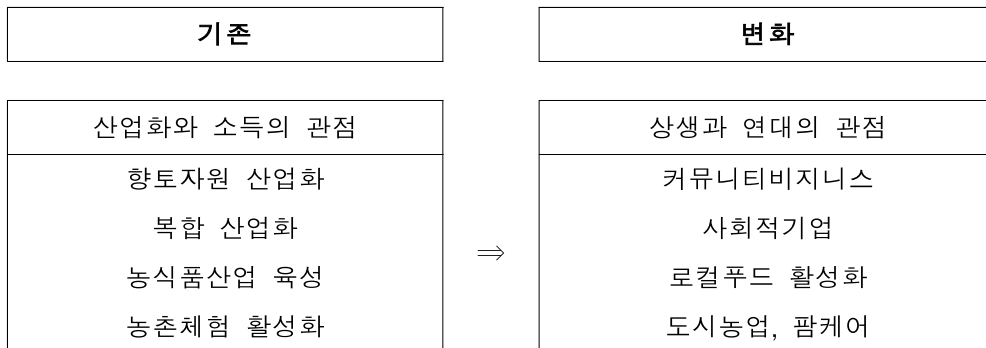 기존
변화
산업화와 소득의 관점
향토자원 산업화
복합 산업화
농식품산업 육성
농촌체험 활성화
⇒
상생과 연대의 관점
커뮤니티비지니스
사회적기업
로컬푸드 활성화
도시농업, 팜케어